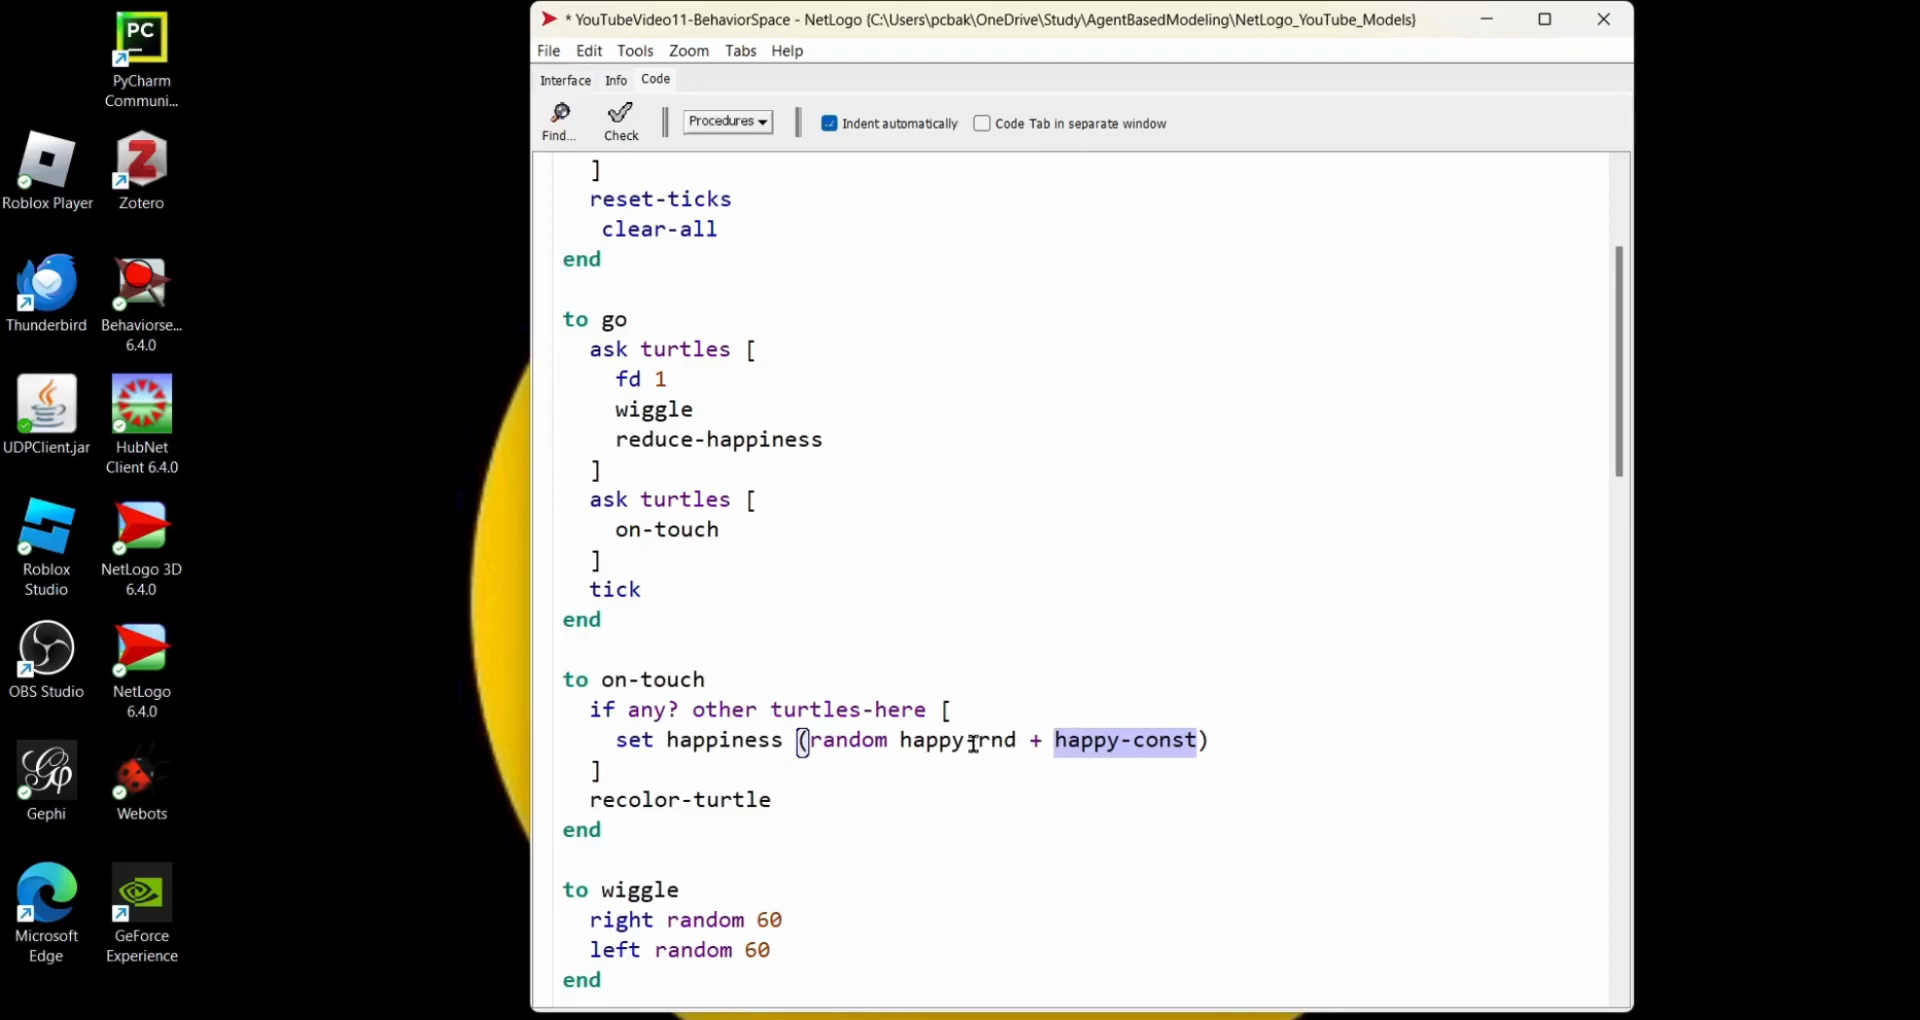 PC
PyCharm
Communi...
Roblox Player
Zotero
Thunderbird
Behaviorse...
6.4.0
UDPClient.jar
HubNet
Client 6.4.0
Roblox
Studio
NetLogo 3D
6.4.0
OBS Studio
NetLogo
6.4.0
Gephi
Webots
Microsoft
Edge
GeForce
Experience
* YouTubeVideo11-BehaviorSpace - NetLogo {C:\Users\pcbak\OneDrive\Study\AgentBasedModeling\NetLogo_YouTube_Models}
File Edit Tools Zoom Tabs Help
Interface Info Code
Find... Check Procedures Indent automatically Code Tab in separate window
]
reset-ticks
clear-all
end
to go
ask turtles [
fd 1
wiggle
reduce-happiness
]
ask turtles [
on-touch
]
tick
end
to on-touch
if any? other turtles-here [
set happiness (random happy-rnd + happy-const)
]
recolor-turtle
end
to wiggle
right random 60
left random 60
end